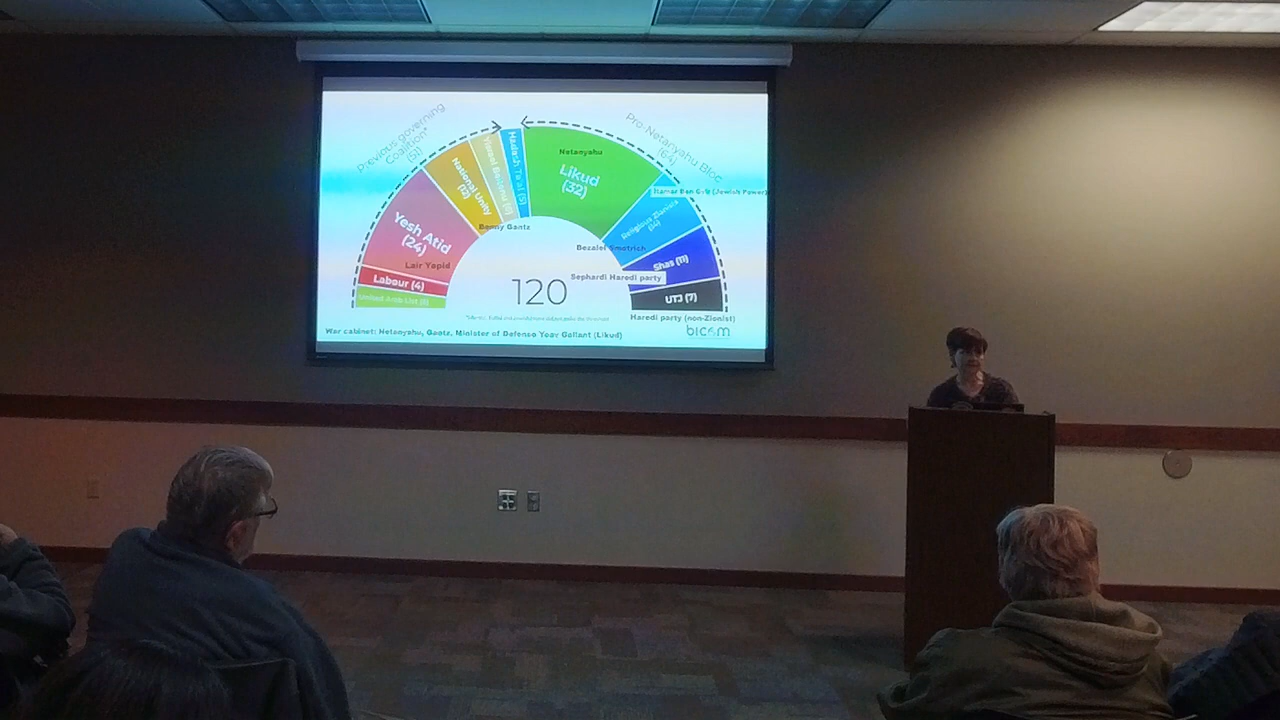 Previous governing
Coalition*
(51)
Pro-Netanyahu Bloc
(64)
Netanyahu
Likud
(32)
Hadash Ta'al (5)
Yisrael Beitenu (6)
National Unity
(12)
Benny Gantz
Yesh Atid
(24)
Lair Yapid
Labour (4)
United Arab List (5)
Itamar Ben Gvir (Jewish Power)
Religious Zionists
(14)
Bezalel Smotrich
Shas (11)
Sephardi Haredi party
UTJ (7)
Haredi party (non-Zionist)
120
War cabinet: Netanyahu, Gantz, Minister of Defense Yoav Gallant (Likud)
bicom